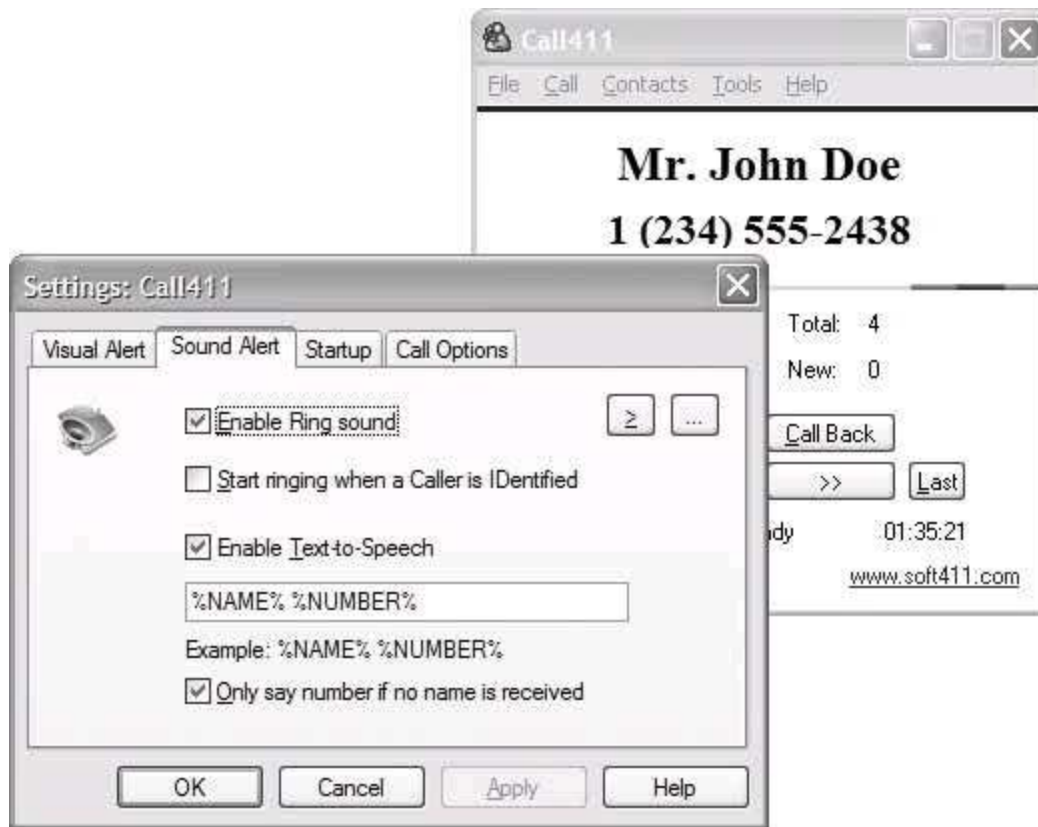 Call411
File Call Contacts Tools Help
Mr. John Doe
1 (234) 555-2438
Total: 4
New: 0
Call Back
>> Last
01:35:21
www.soft411.com
Settings: Call411
Visual Alert Sound Alert Startup Call Options
Enable Ring sound
≥ ...
Start ringing when a Caller is IDentified
Enable Text-to-Speech
%NAME% %NUMBER%
Example: %NAME% %NUMBER%
Only say number if no name is received
OK Cancel Apply Help